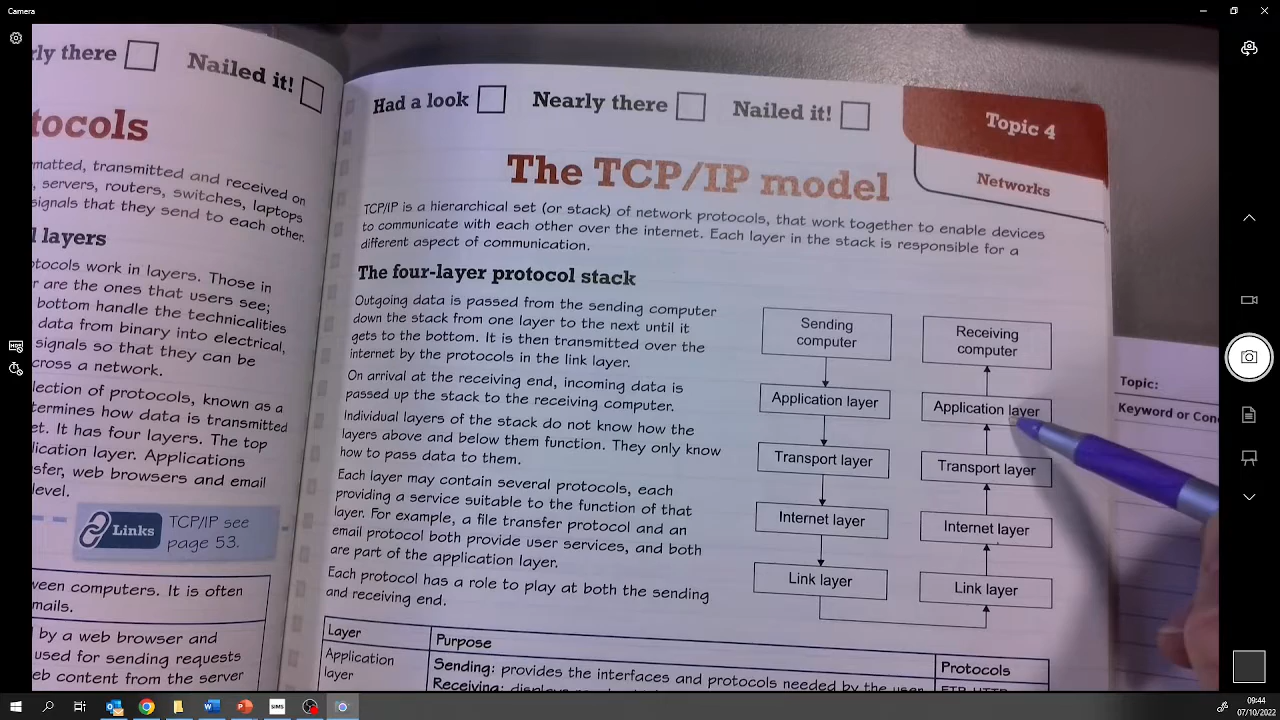 Camera
rly there
Nailed it!
tocols
matted, transmitted and received on
, servers, routers, switches, laptops
signals that they send to each other.
l layers
otocols work in layers. Those in
r are the ones that users see;
bottom handle the technicalities
data from binary into electrical,
signals so that they can be
cross a network.
lection of protocols, known as a
termines how data is transmitted
et. It has four layers. The top
lication layer. Applications
sfer, web browsers and email
level.
Links
TCP/IP see
page 53.
ween computers. It is often
mails.
by a web browser and
used for sending requests
eb content from the server
Had a look
Nearly there
Nailed it!
Topic 4
Networks
The TCP/IP model
TCP/IP is a hierarchical set (or stack) of network protocols, that work together to enable devices
to communicate with each other over the internet. Each layer in the stack is responsible for a
different aspect of communication.
The four-layer protocol stack
Outgoing data is passed from the sending computer
down the stack from one layer to the next until it
gets to the bottom. It is then transmitted over the
internet by the protocols in the link layer.
On arrival at the receiving end, incoming data is
passed up the stack to the receiving computer.
Individual layers of the stack do not know how the
layers above and below them function. They only know
how to pass data to them.
Each layer may contain several protocols, each
providing a service suitable to the function of that
layer. For example, a file transfer protocol and an
email protocol both provide user services, and both
are part of the application layer.
Each protocol has a role to play at both the sending
and receiving end.
Sending
computer
Application layer
Transport layer
Internet layer
Link layer
Receiving
computer
Application layer
Transport layer
Internet layer
Link layer
Layer
Purpose
Protocols
Application
layer
Sending: provides the interfaces and protocols needed by the user
Receiving:
FTP, HTTP
Topic:
Keyword or Conc
09:44
07/10/2022